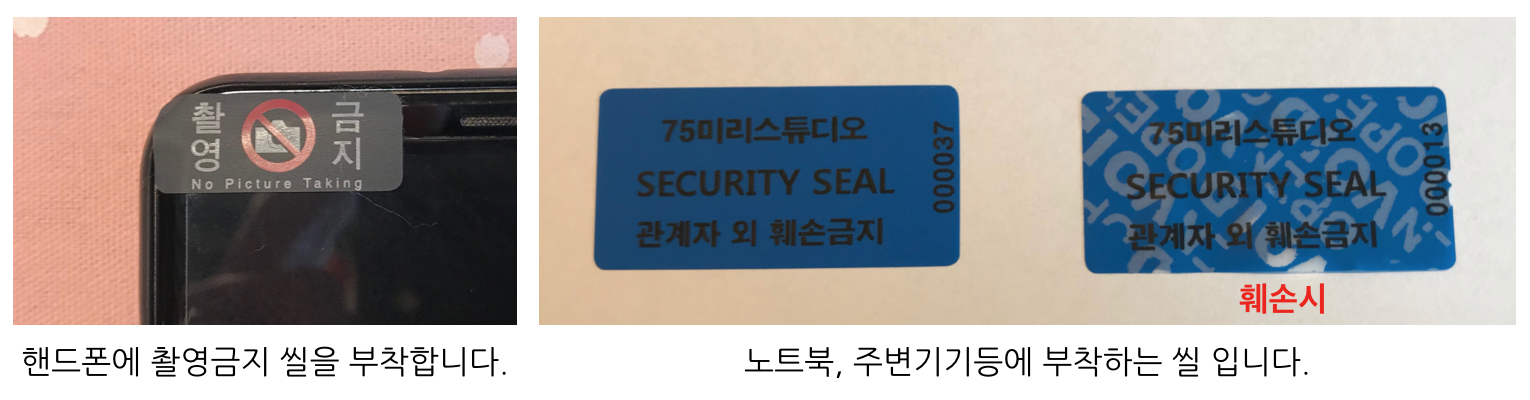 촬영 금지
No Picture Taking
75미리스튜디오
SECURITY SEAL
관계자 외 훼손금지
000037
75미리스튜디오
SECURITY SEAL
관계자 외 훼손금지
000013
훼손시
핸드폰에 촬영금지 씰을 부착합니다.
노트북, 주변기기등에 부착하는 씰 입니다.